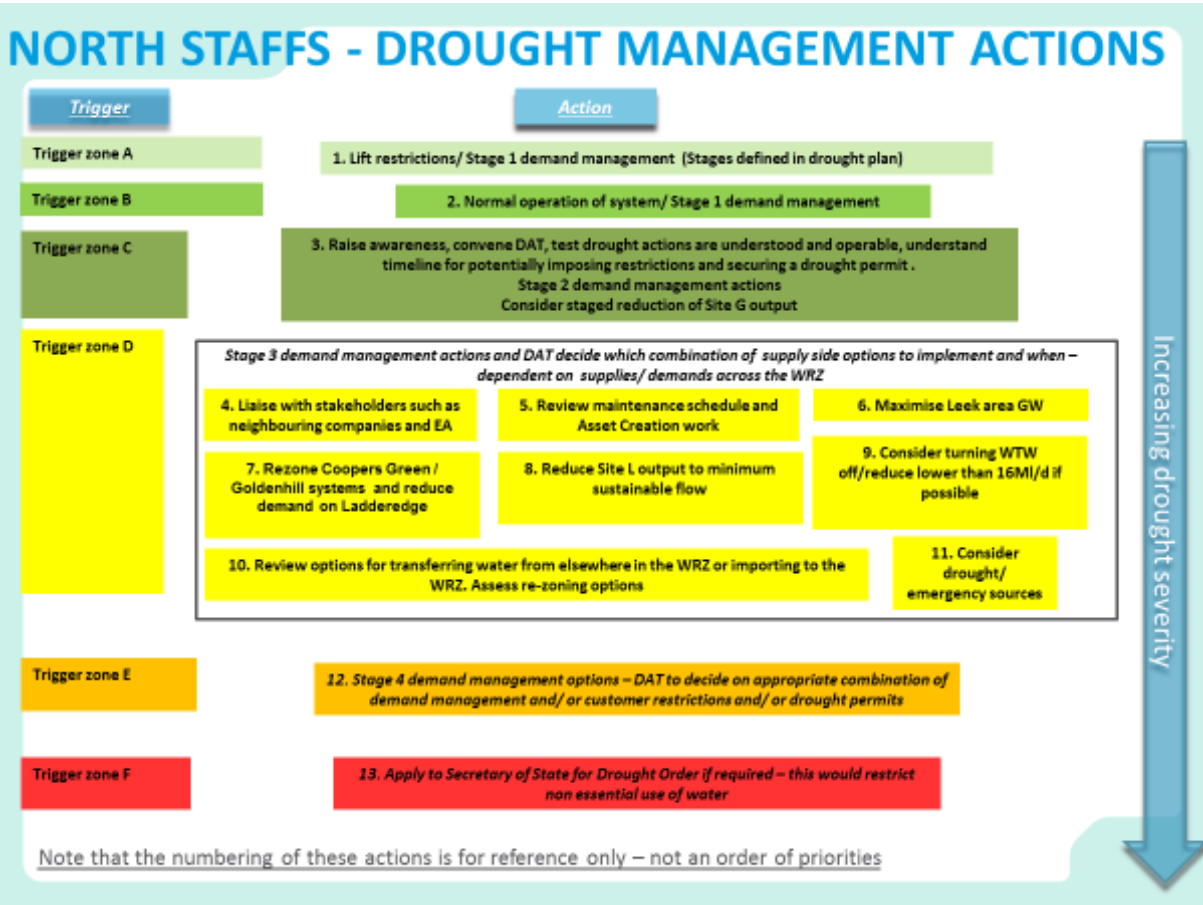 NORTH STAFFS - DROUGHT MANAGEMENT ACTIONS
Trigger
Action
Trigger zone A
1. Lift restrictions/ Stage 1 demand management (Stages defined in drought plan)
Trigger zone B
2. Normal operation of system/ Stage 1 demand management
Trigger zone C
3. Raise awareness, convene DAT, test drought actions are understood and operable, understand
timeline for potentially imposing restrictions and securing a drought permit .
Stage 2 demand management actions
Consider staged reduction of Site G output
Trigger zone D
Stage 3 demand management actions and DAT decide which combination of supply side options to implement and when –
dependent on supplies/ demands across the WRZ
4. Liaise with stakeholders such as
neighbouring companies and EA
5. Review maintenance schedule and
Asset Creation work
6. Maximise Leek area GW
7. Rezone Coopers Green /
Goldenhill systems and reduce
demand on Ladderedge
8. Reduce Site L output to minimum
sustainable flow
9. Consider turning WTW
off/reduce lower than 16Ml/d if
possible
10. Review options for transferring water from elsewhere in the WRZ or importing to the
WRZ. Assess re-zoning options
11. Consider
drought/
emergency sources
Trigger zone E
12. Stage 4 demand management options – DAT to decide on appropriate combination of
demand management and/ or customer restrictions and/ or drought permits
Trigger zone F
13. Apply to Secretary of State for Drought Order if required – this would restrict
non essential use of water
Increasing drought severity
Note that the numbering of these actions is for reference only – not an order of priorities